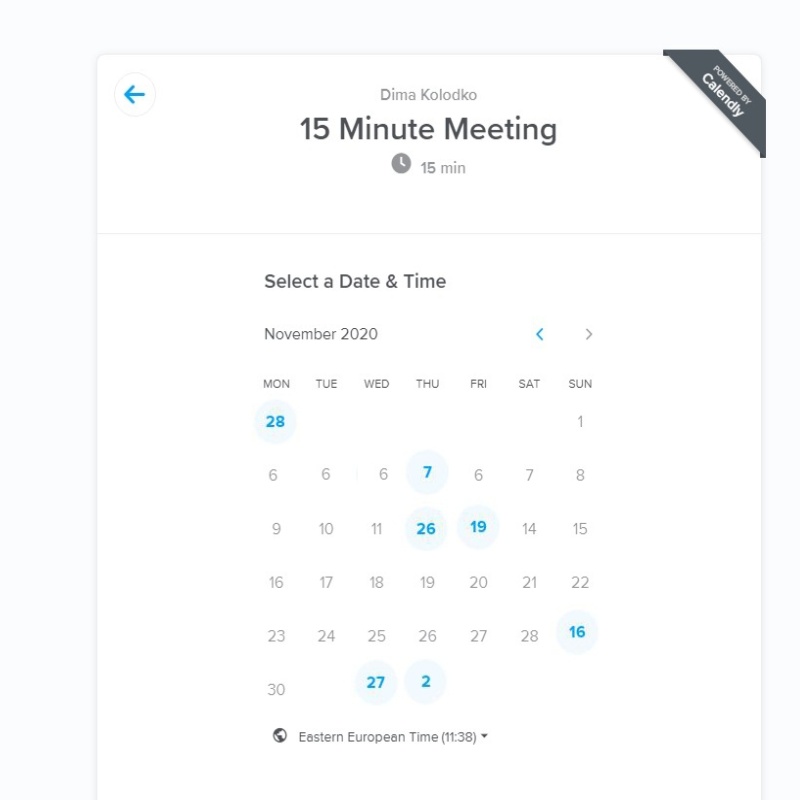 POWERED BY
Calendly
Dima Kolodko
15 Minute Meeting
15 min
Select a Date & Time
November 2020
MON TUE WED THU FRI SAT SUN
28 1
6 6 6 7 6 7 8
9 10 11 26 19 14 15
16 17 18 19 20 21 22
23 24 25 26 27 28 16
30 27 2
Eastern European Time (11:38)